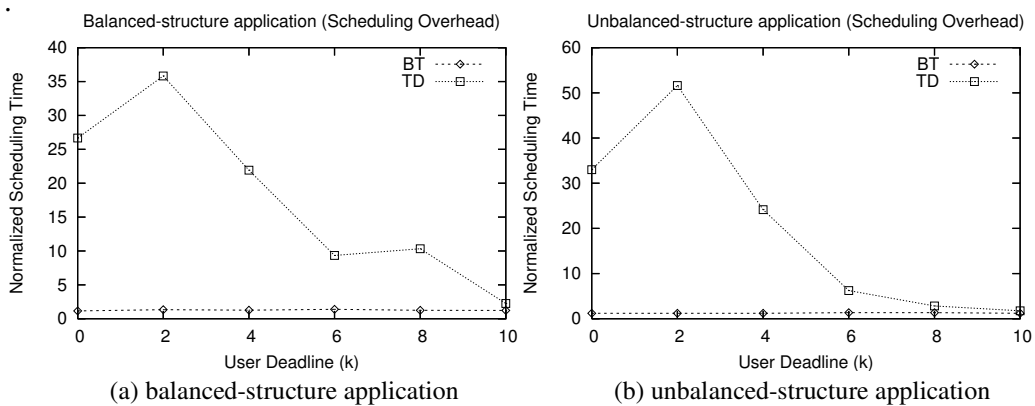 .
Balanced-structure application (Scheduling Overhead)
40
35
30
25
20
15
10
5
0
Normalized Scheduling Time
BT
TD
0 2 4 6 8 10
User Deadline (k)
(a) balanced-structure application
Unbalanced-structure application (Scheduling Overhead)
60
50
40
30
20
10
0
Normalized Scheduling Time
BT
TD
0 2 4 6 8 10
User Deadline (k)
(b) unbalanced-structure application